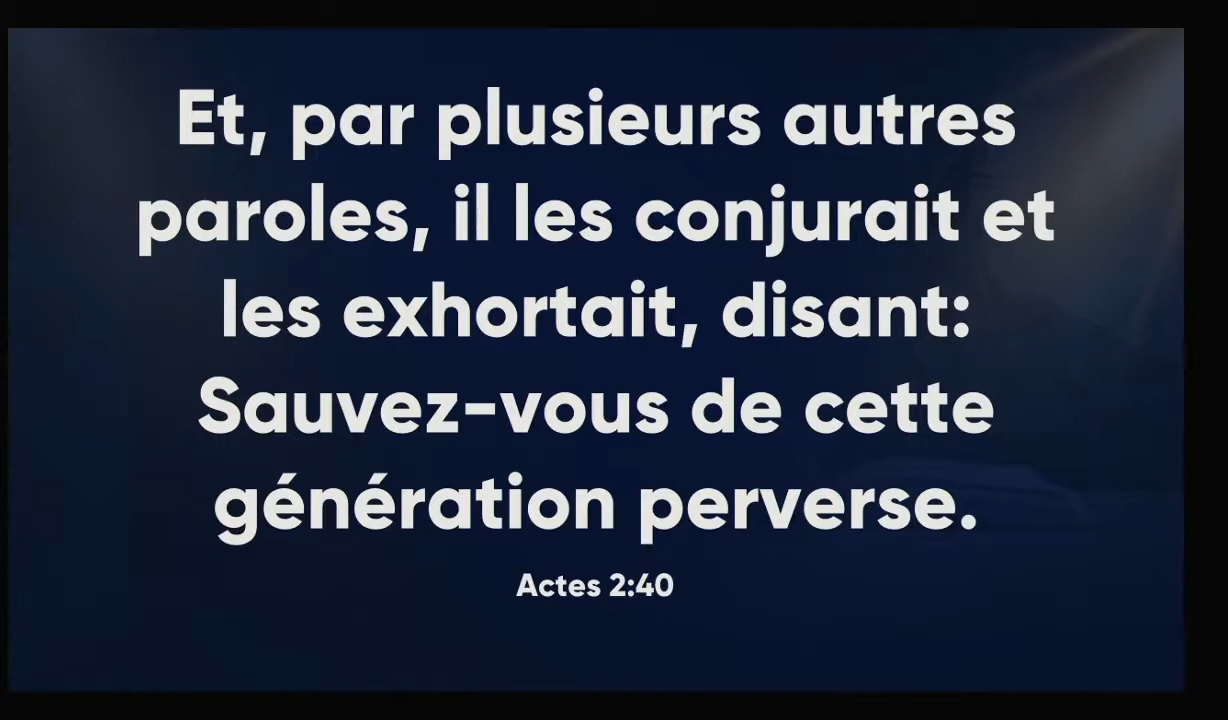 Et, par plusieurs autres
paroles, il les conjurait et
les exhortait, disant:
Sauvez-vous de cette
génération perverse.
Actes 2:40